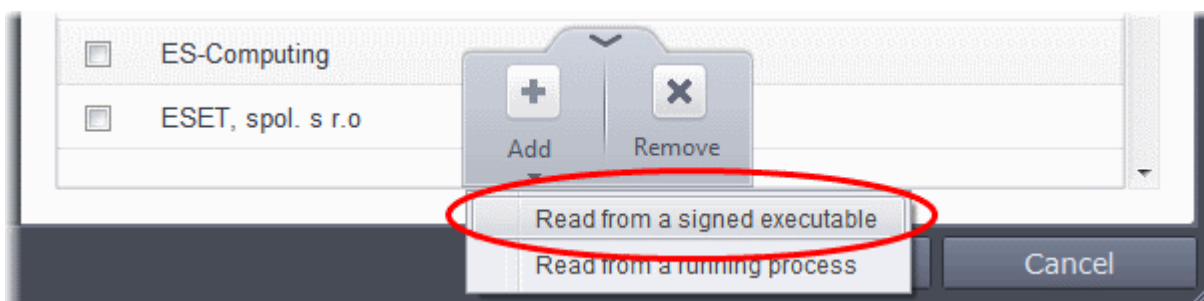 ES-Computing
ESET, spol. s r.o
Add Remove
Read from a signed executable
Read from a running process
Cancel